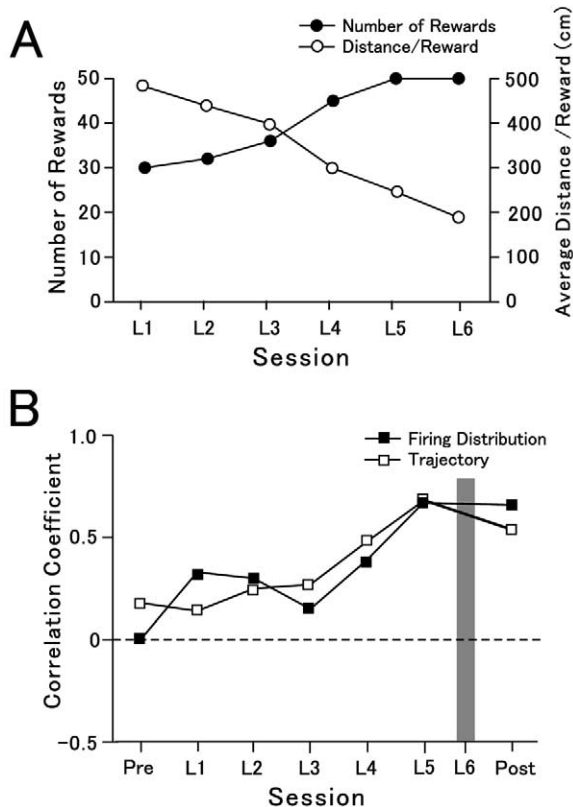 A
Number of Rewards
Distance/Reward
Number of Rewards
50
40
30
20
10
0
500
400
300
200
100
0
Average Distance /Reward (cm)
L1 L2 L3 L4 L5 L6
Session
B
Firing Distribution
Trajectory
Correlation Coefficient
1.0
0.5
0
-0.5
Pre L1 L2 L3 L4 L5 L6 Post
Session